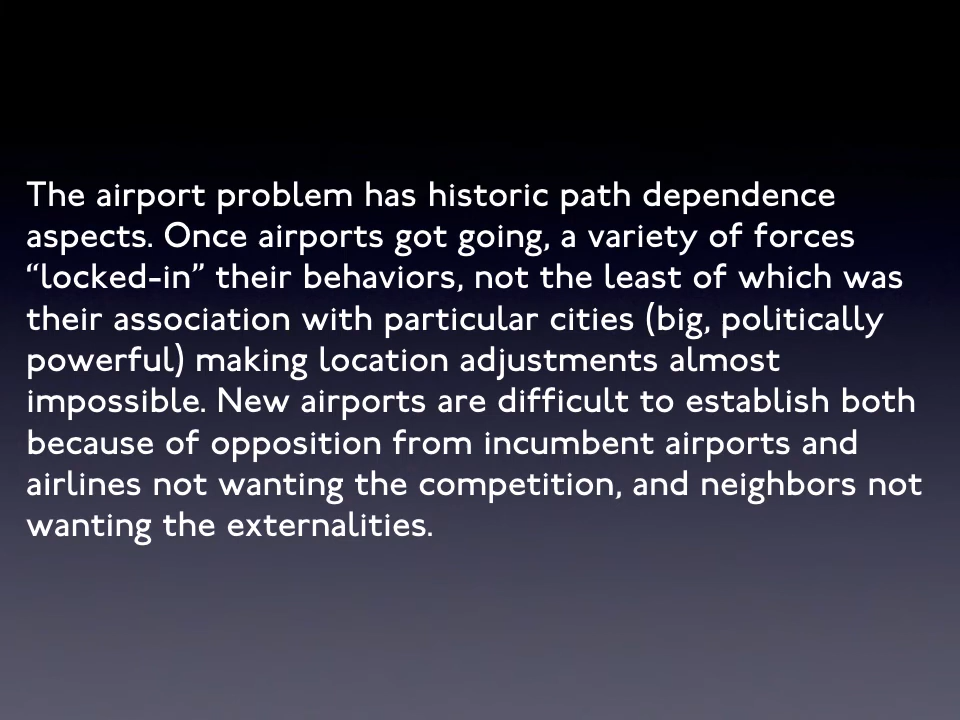 The airport problem has historic path dependence
aspects. Once airports got going, a variety of forces
“locked-in” their behaviors, not the least of which was
their association with particular cities (big, politically
powerful) making location adjustments almost
impossible. New airports are difficult to establish both
because of opposition from incumbent airports and
airlines not wanting the competition, and neighbors not
wanting the externalities.